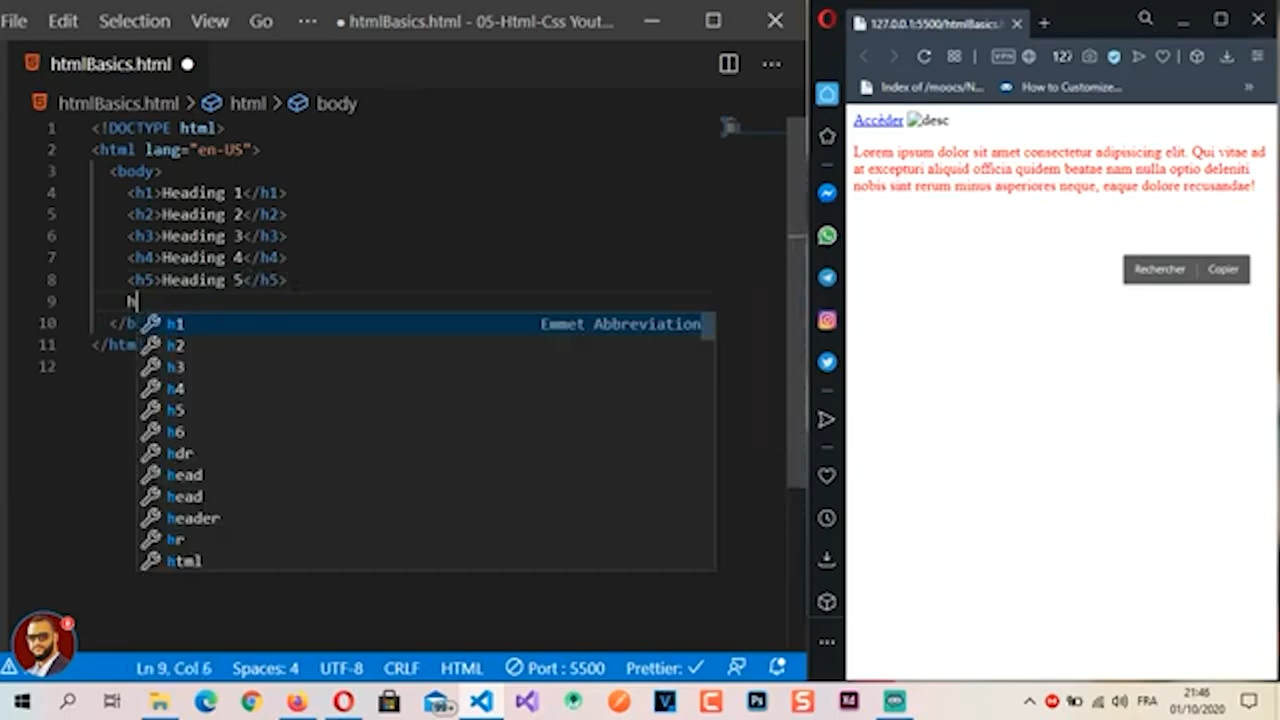 File Edit Selection View Go ··· ● htmlBasics.html - 05-Html-Css Yout...
htmlBasics.html ●
htmlBasics.html > html > body
1 <!DOCTYPE html>
2 <html lang="en-US">
3 <body>
4 <h1>Heading 1</h1>
5 <h2>Heading 2</h2>
6 <h3>Heading 3</h3>
7 <h4>Heading 4</h4>
8 <h5>Heading 5</h5>
9 h
10 </b
11 </htm
12
h1 Emmet Abbreviation
h2
h3
h4
h5
h6
hdr
head
head
header
hr
html
Ln 9, Col 6 Spaces: 4 UTF-8 CRLF HTML Port : 5500 Prettier: ✓
127.0.0.1:5500/htmlBasics.
VPN 127
Index of /moocs/N... How to Customize... »
Accèder desc
Lorem ipsum dolor sit amet consectetur adipisicing elit. Qui vitae ad
at excepturi aliquid officia quidem beatae nam nulla optio deleniti
nobis sint rerum minus asperiores neque, eaque dolore recusandae!
Rechercher Copier
99+ Ps S Xd FRA 21:46
01/10/2020